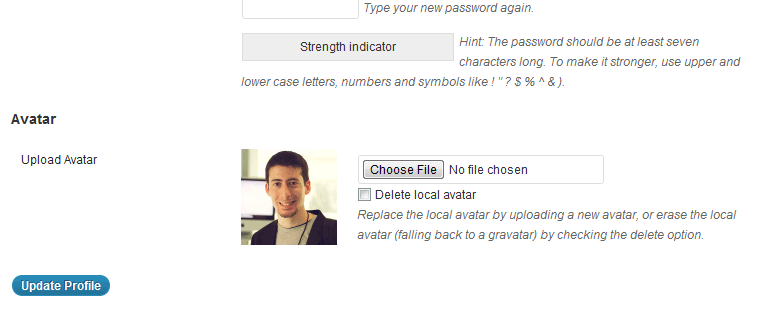 Type your new password again.
Strength indicator
Hint: The password should be at least seven
characters long. To make it stronger, use upper and
lower case letters, numbers and symbols like ! " ? $ % ^ & ).
Avatar
Upload Avatar
Choose File No file chosen
Delete local avatar
Replace the local avatar by uploading a new avatar, or erase the local
avatar (falling back to a gravatar) by checking the delete option.
Update Profile